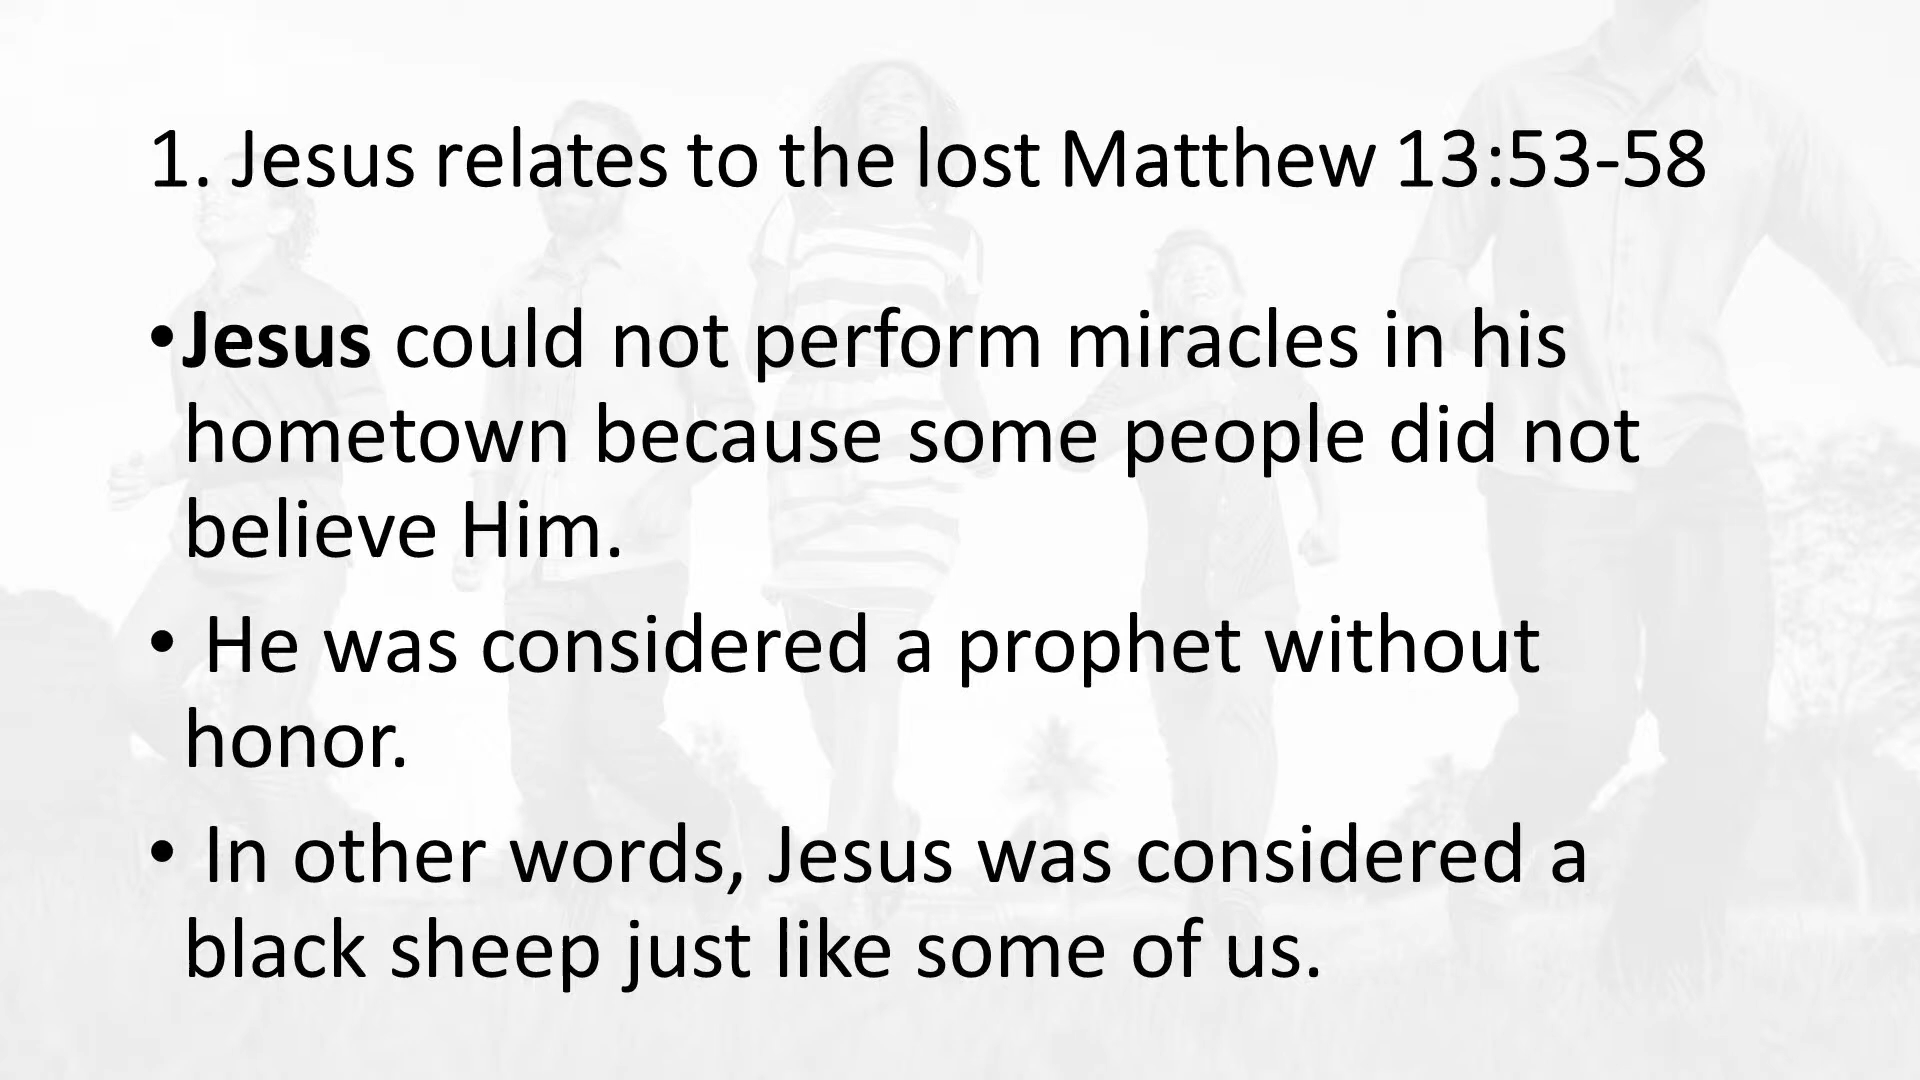 1. Jesus relates to the lost Matthew 13:53-58
•Jesus could not perform miracles in his
hometown because some people did not
believe Him.
• He was considered a prophet without
honor.
• In other words, Jesus was considered a
black sheep just like some of us.